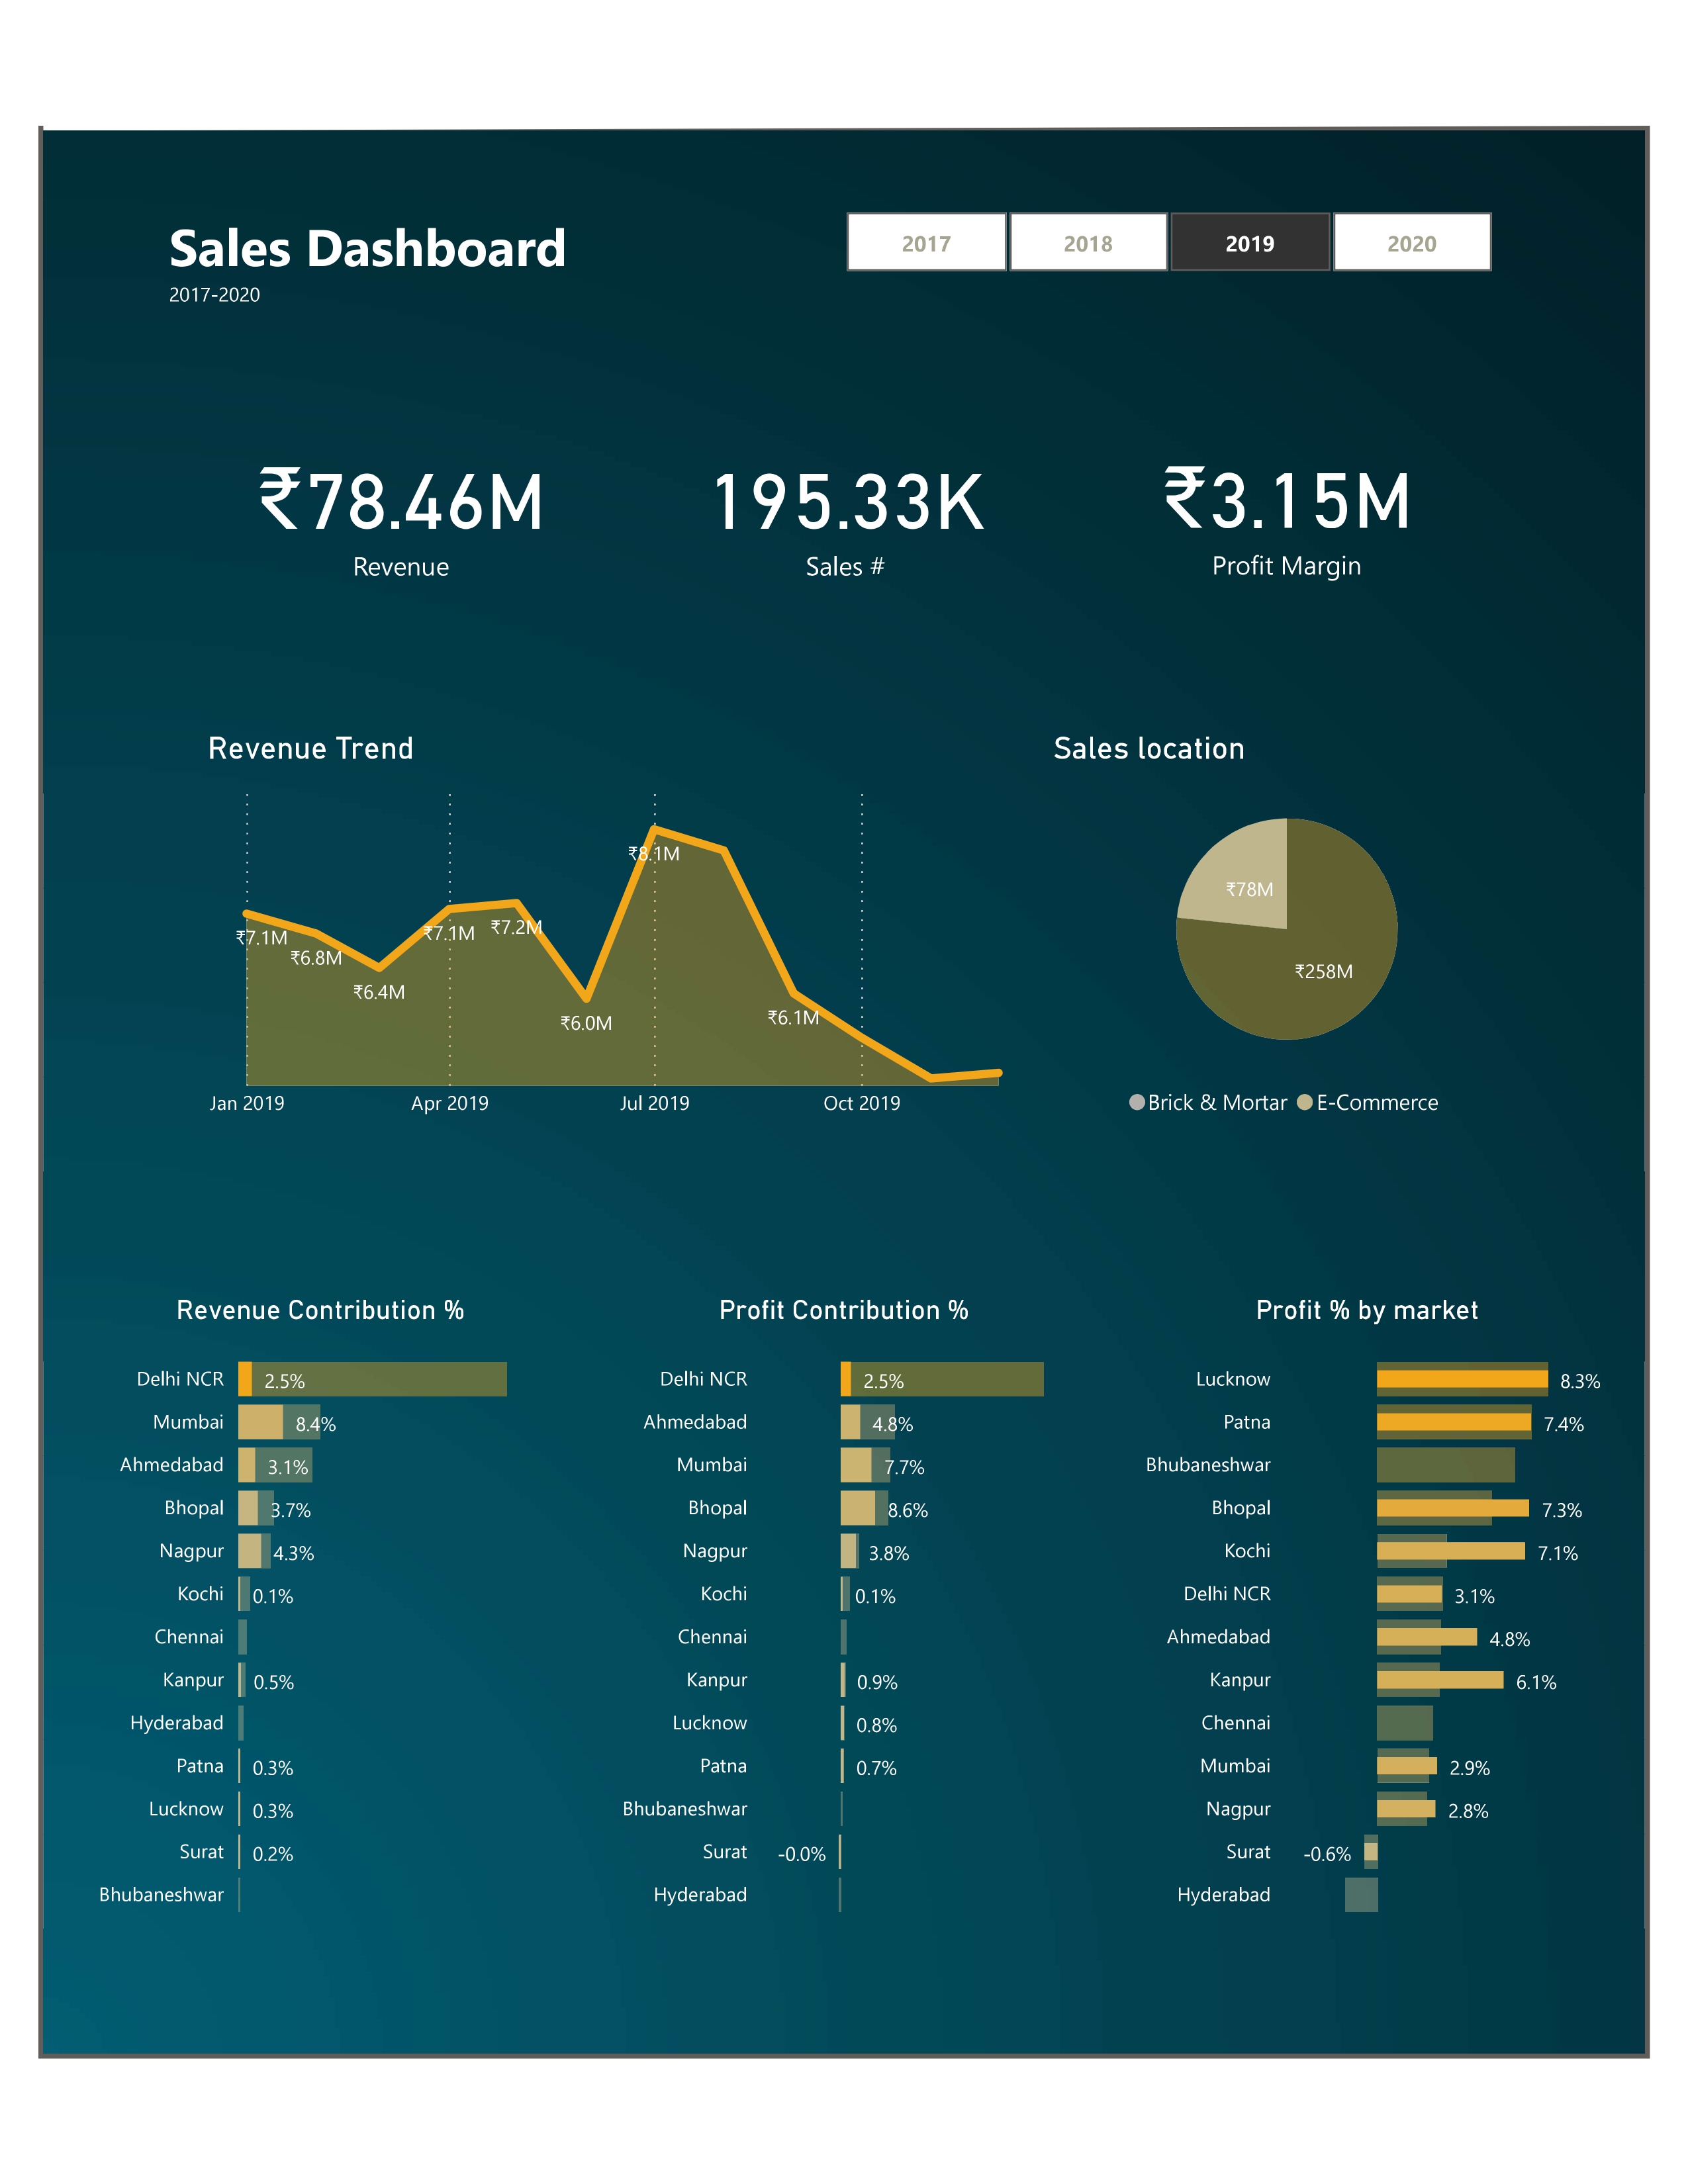 Sales Dashboard
2017-2020
2017 2018 2019 2020
₹78.46M
Revenue
195.33K
Sales #
₹3.15M
Profit Margin
Revenue Trend
₹7.1M
₹6.8M
₹6.4M
₹7.1M
₹7.2M
₹6.0M
₹8.1M
₹6.1M
Jan 2019 Apr 2019 Jul 2019 Oct 2019
Sales location
₹78M
₹258M
Brick & Mortar E-Commerce
Revenue Contribution %
Delhi NCR 2.5%
Mumbai 8.4%
Ahmedabad 3.1%
Bhopal 3.7%
Nagpur 4.3%
Kochi 0.1%
Chennai
Kanpur 0.5%
Hyderabad
Patna 0.3%
Lucknow 0.3%
Surat 0.2%
Bhubaneshwar
Profit Contribution %
Delhi NCR 2.5%
Ahmedabad 4.8%
Mumbai 7.7%
Bhopal 8.6%
Nagpur 3.8%
Kochi 0.1%
Chennai
Kanpur 0.9%
Lucknow 0.8%
Patna 0.7%
Bhubaneshwar
Surat -0.0%
Hyderabad
Profit % by market
Lucknow 8.3%
Patna 7.4%
Bhubaneshwar
Bhopal 7.3%
Kochi 7.1%
Delhi NCR 3.1%
Ahmedabad 4.8%
Kanpur 6.1%
Chennai
Mumbai 2.9%
Nagpur 2.8%
Surat -0.6%
Hyderabad